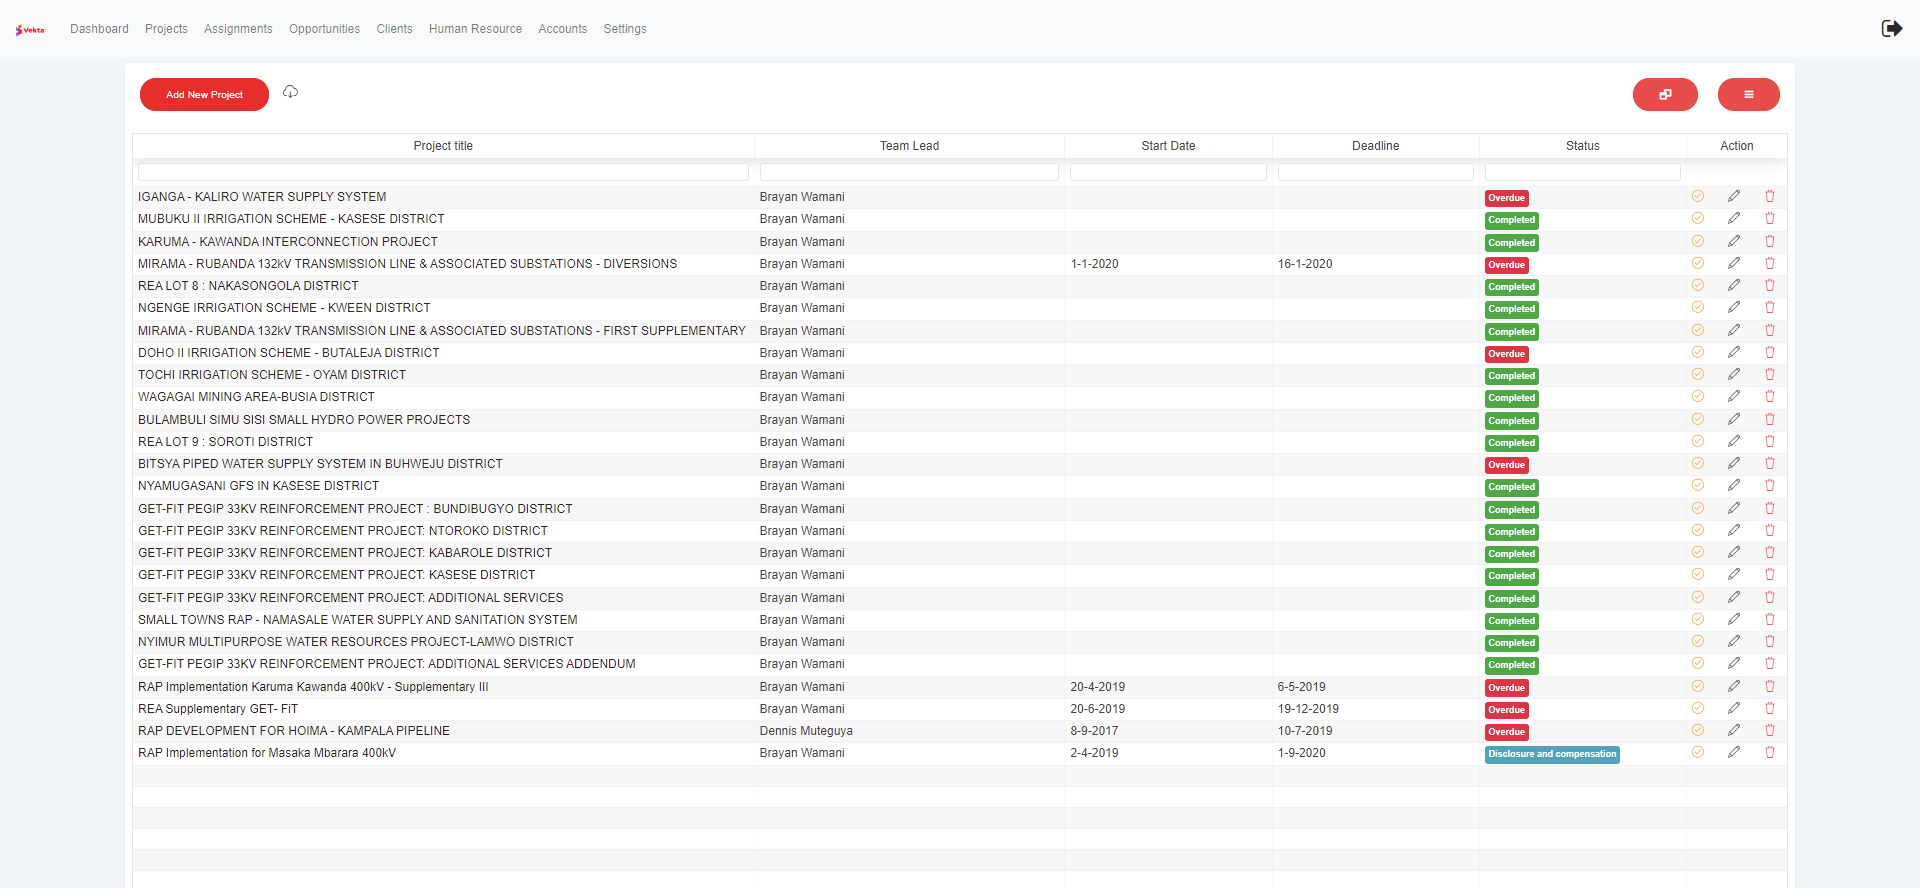 Vekta Dashboard Projects Assignments Opportunities Clients Human Resource Accounts Settings
Add New Project
Project title Team Lead Start Date Deadline Status Action
IGANGA - KALIRO WATER SUPPLY SYSTEM Brayan Wamani Overdue
MUBUKU II IRRIGATION SCHEME - KASESE DISTRICT Brayan Wamani Completed
KARUMA - KAWANDA INTERCONNECTION PROJECT Brayan Wamani Completed
MIRAMA - RUBANDA 132kV TRANSMISSION LINE & ASSOCIATED SUBSTATIONS - DIVERSIONS Brayan Wamani 1-1-2020 16-1-2020 Overdue
REA LOT 8 : NAKASONGOLA DISTRICT Brayan Wamani Completed
NGENGE IRRIGATION SCHEME - KWEEN DISTRICT Brayan Wamani Completed
MIRAMA - RUBANDA 132kV TRANSMISSION LINE & ASSOCIATED SUBSTATIONS - FIRST SUPPLEMENTARY Brayan Wamani Completed
DOHO II IRRIGATION SCHEME - BUTALEJA DISTRICT Brayan Wamani Overdue
TOCHI IRRIGATION SCHEME - OYAM DISTRICT Brayan Wamani Completed
WAGAGAI MINING AREA-BUSIA DISTRICT Brayan Wamani Completed
BULAMBULI SIMU SISI SMALL HYDRO POWER PROJECTS Brayan Wamani Completed
REA LOT 9 : SOROTI DISTRICT Brayan Wamani Completed
BITSYA PIPED WATER SUPPLY SYSTEM IN BUHWEJU DISTRICT Brayan Wamani Overdue
NYAMUGASANI GFS IN KASESE DISTRICT Brayan Wamani Completed
GET-FIT PEGIP 33KV REINFORCEMENT PROJECT : BUNDIBUGYO DISTRICT Brayan Wamani Completed
GET-FIT PEGIP 33KV REINFORCEMENT PROJECT: NTOROKO DISTRICT Brayan Wamani Completed
GET-FIT PEGIP 33KV REINFORCEMENT PROJECT: KABAROLE DISTRICT Brayan Wamani Completed
GET-FIT PEGIP 33KV REINFORCEMENT PROJECT: KASESE DISTRICT Brayan Wamani Completed
GET-FIT PEGIP 33KV REINFORCEMENT PROJECT: ADDITIONAL SERVICES Brayan Wamani Completed
SMALL TOWNS RAP - NAMASALE WATER SUPPLY AND SANITATION SYSTEM Brayan Wamani Completed
NYIMUR MULTIPURPOSE WATER RESOURCES PROJECT-LAMWO DISTRICT Brayan Wamani Completed
GET-FIT PEGIP 33KV REINFORCEMENT PROJECT: ADDITIONAL SERVICES ADDENDUM Brayan Wamani Completed
RAP Implementation Karuma Kawanda 400kV - Supplementary III Brayan Wamani 20-4-2019 6-5-2019 Overdue
REA Supplementary GET- FiT Brayan Wamani 20-6-2019 19-12-2019 Overdue
RAP DEVELOPMENT FOR HOIMA - KAMPALA PIPELINE Dennis Muteguya 8-9-2017 10-7-2019 Overdue
RAP Implementation for Masaka Mbarara 400kV Brayan Wamani 2-4-2019 1-9-2020 Disclosure and compensation